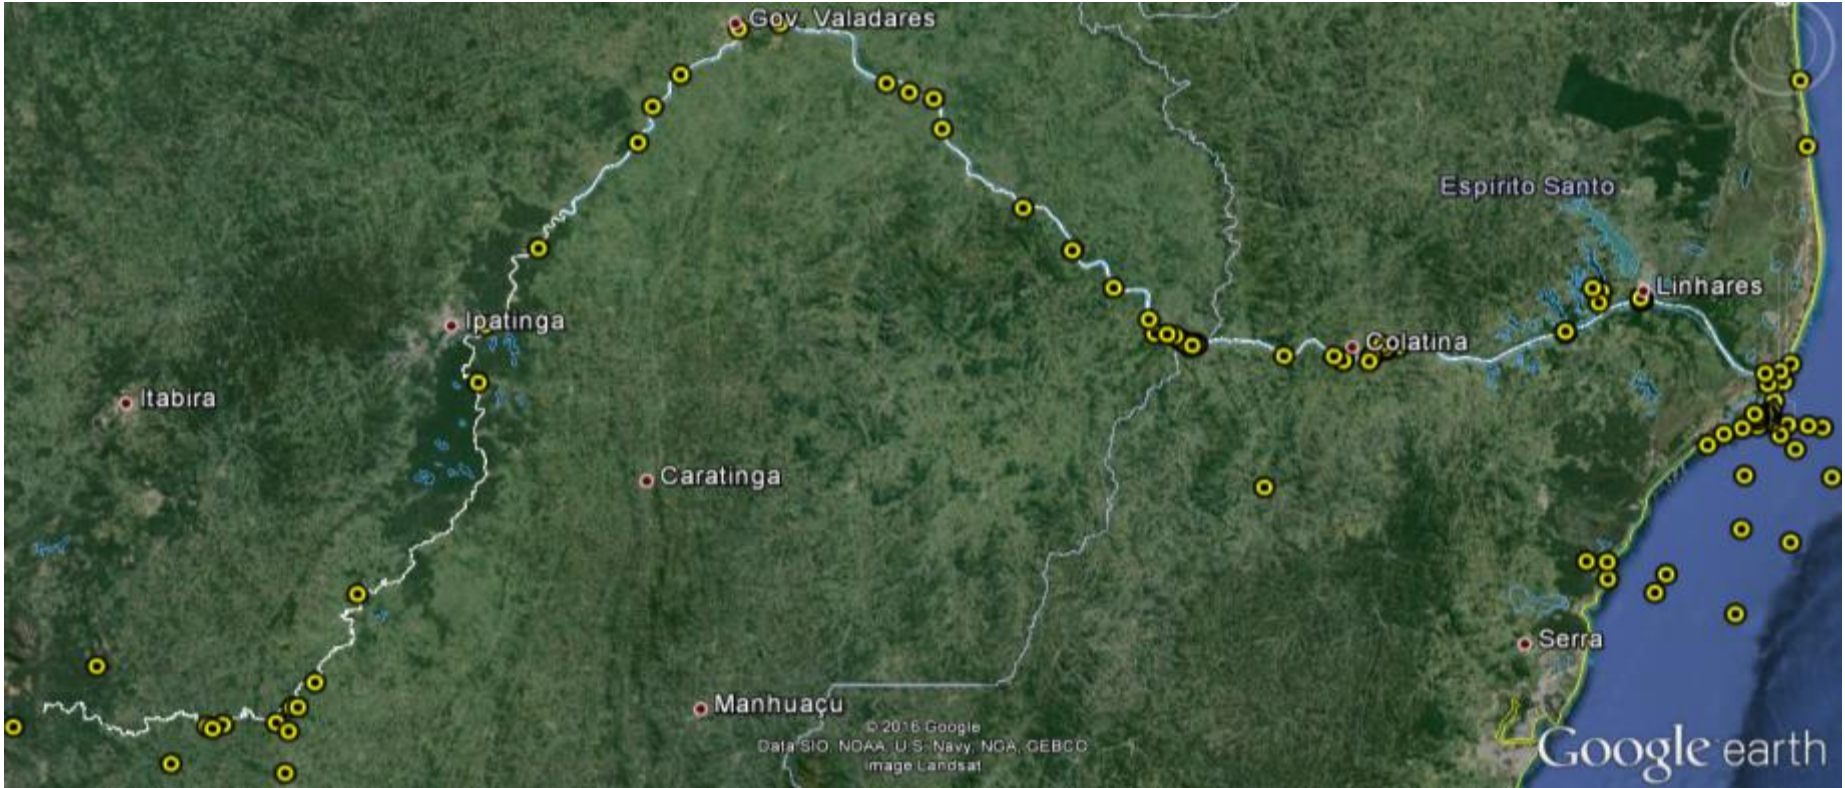 Gov. Valadares
Espírito Santo
Linhares
Ipatinga
Colatina
Itabira
Caratinga
Serra
Manhuaçu
© 2016 Google
Data SIO, NOAA, U.S. Navy, NGA, GEBCO
Image Landsat
Google earth